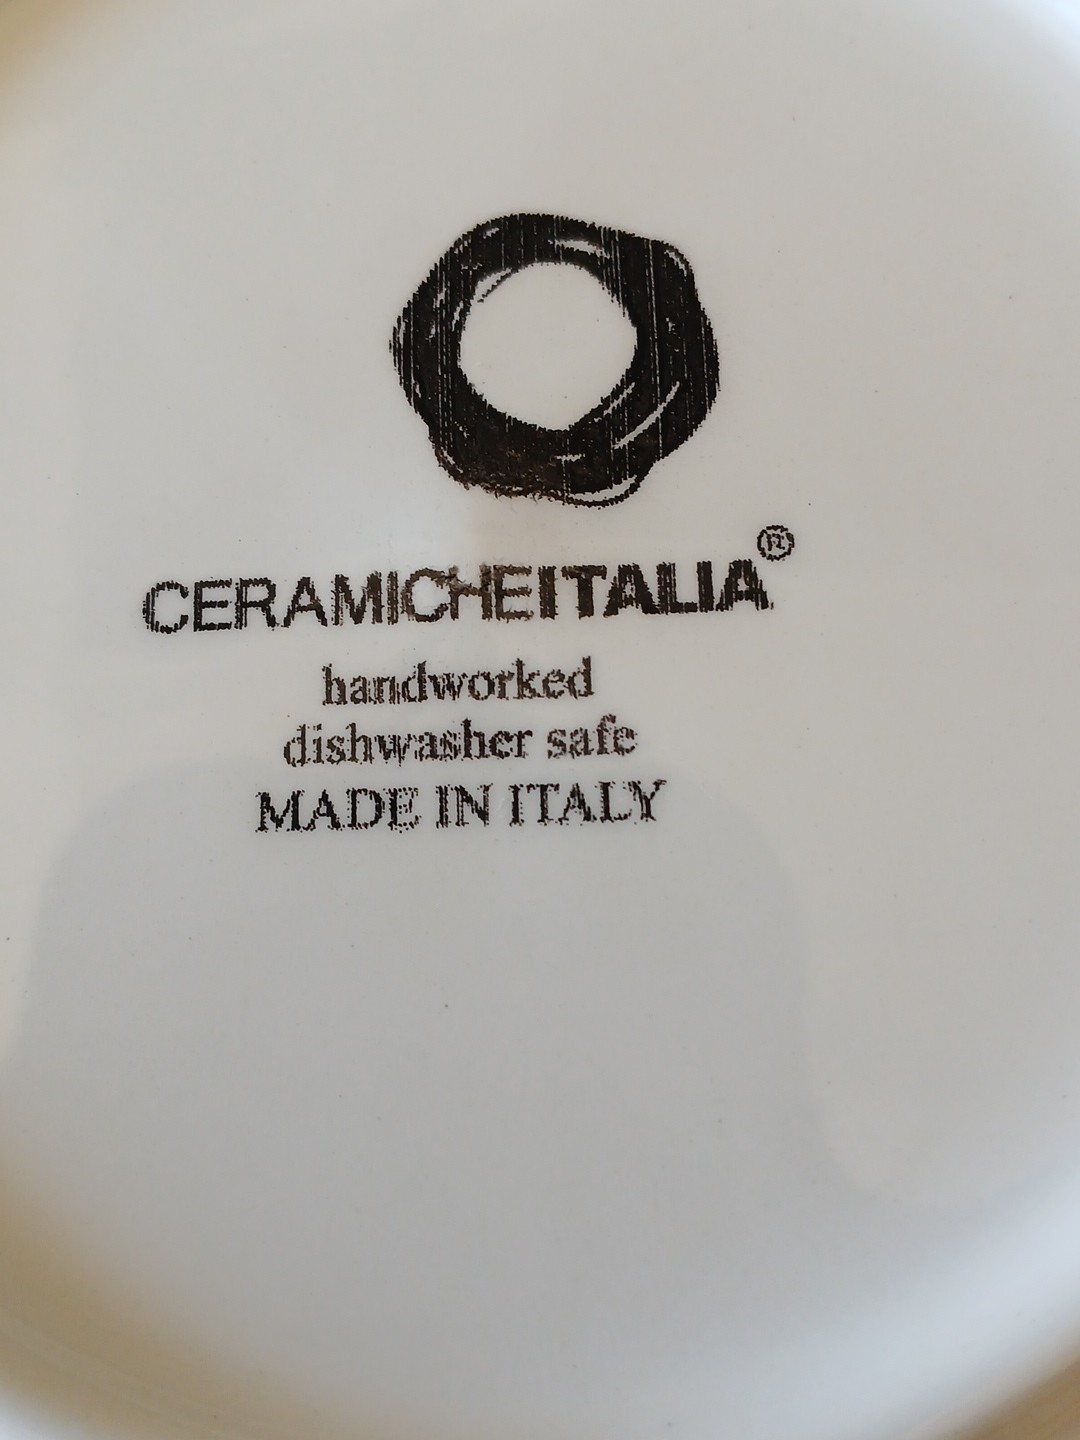 CERAMICHEITALIA®
handworked
dishwasher safe
MADE IN ITALY